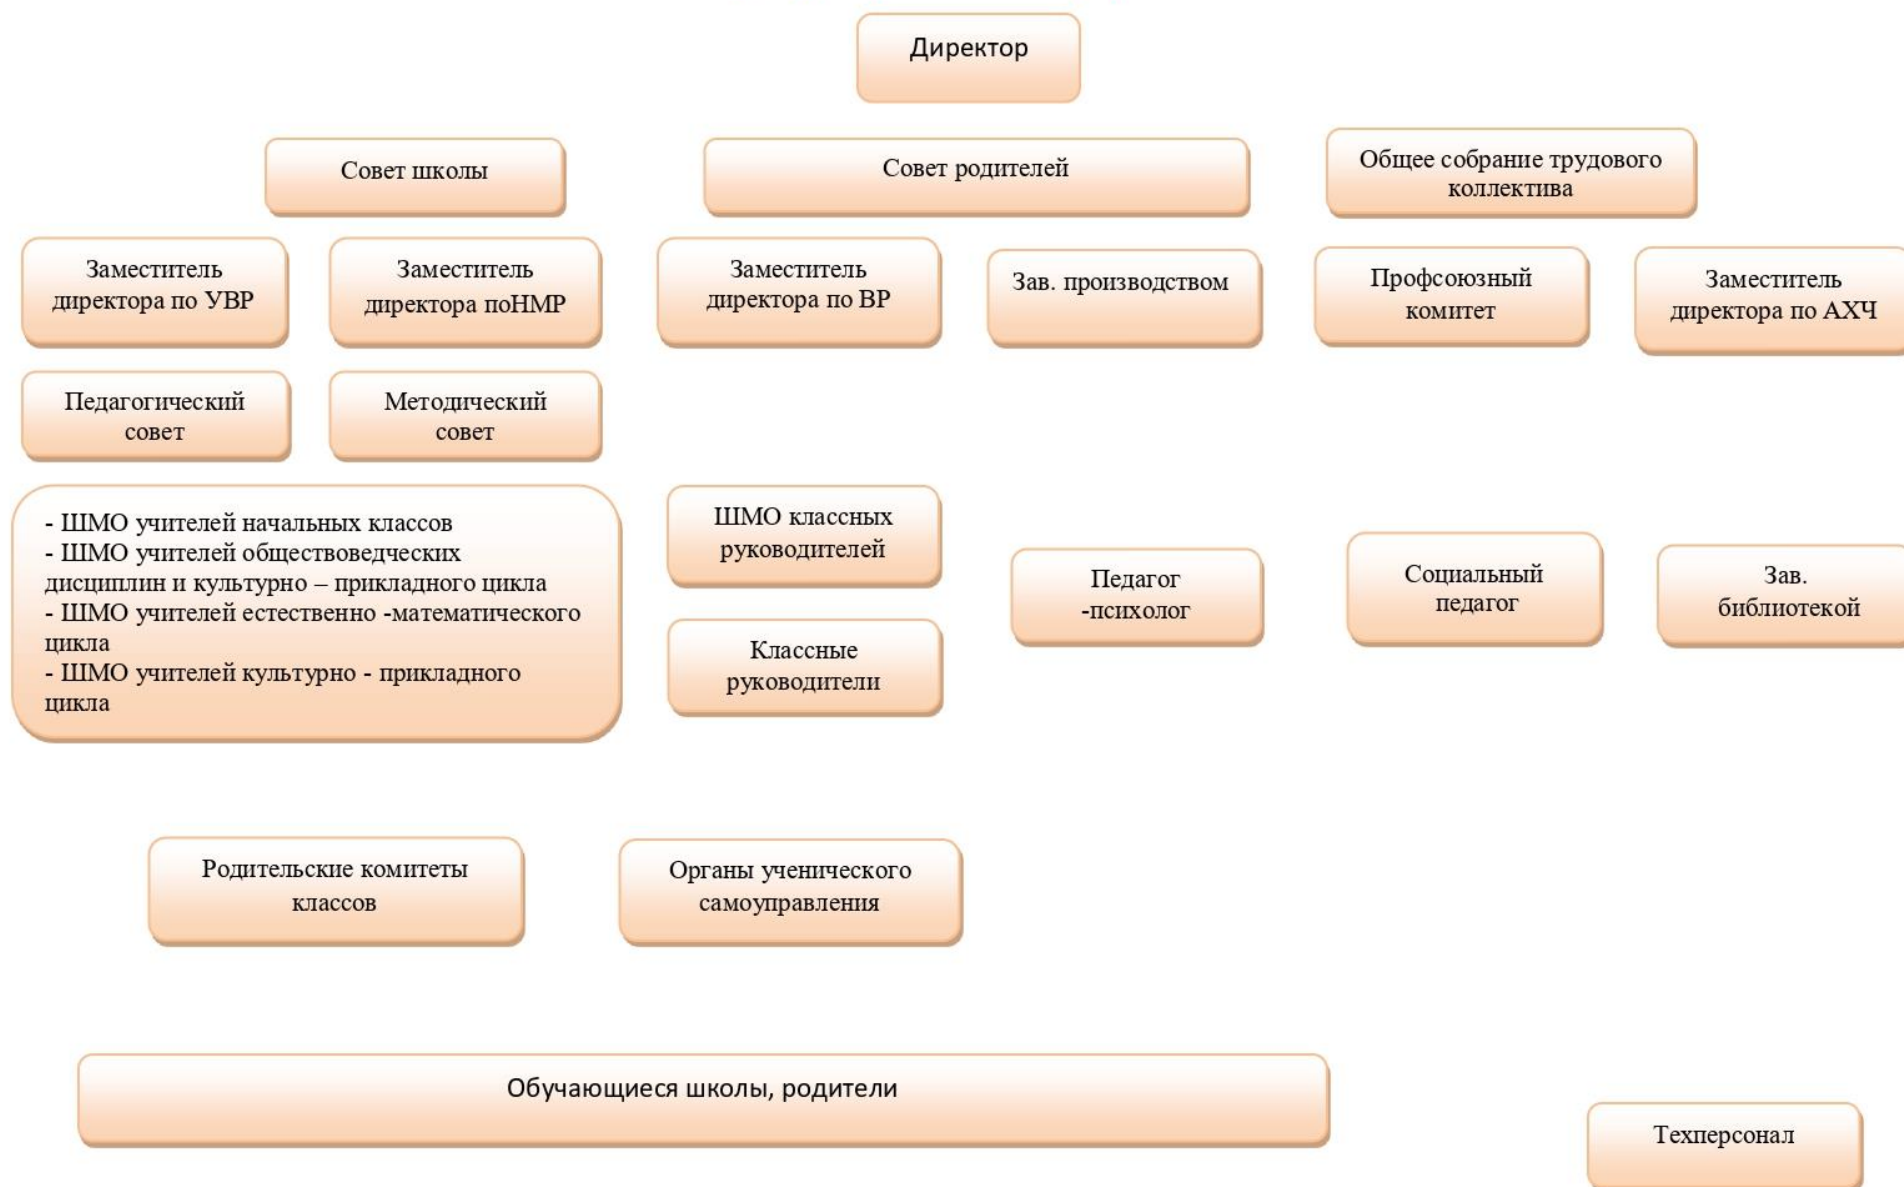 Директор
Совет школы
Совет родителей
Общее собрание трудового
коллектива
Заместитель
директора по УВР
Заместитель
директора поНМР
Заместитель
директора по ВР
Зав. производством
Профсоюзный
комитет
Заместитель
директора по АХЧ
Педагогический
совет
Методический
совет
- ШМО учителей начальных классов
- ШМО учителей обществоведческих
дисциплин и культурно – прикладного цикла
- ШМО учителей естественно -математического
цикла
- ШМО учителей культурно - прикладного
цикла
ШМО классных
руководителей
Классные
руководители
Педагог
-психолог
Социальный
педагог
Зав.
библиотекой
Родительские комитеты
классов
Органы ученического
самоуправления
Обучающиеся школы, родители
Техперсонал